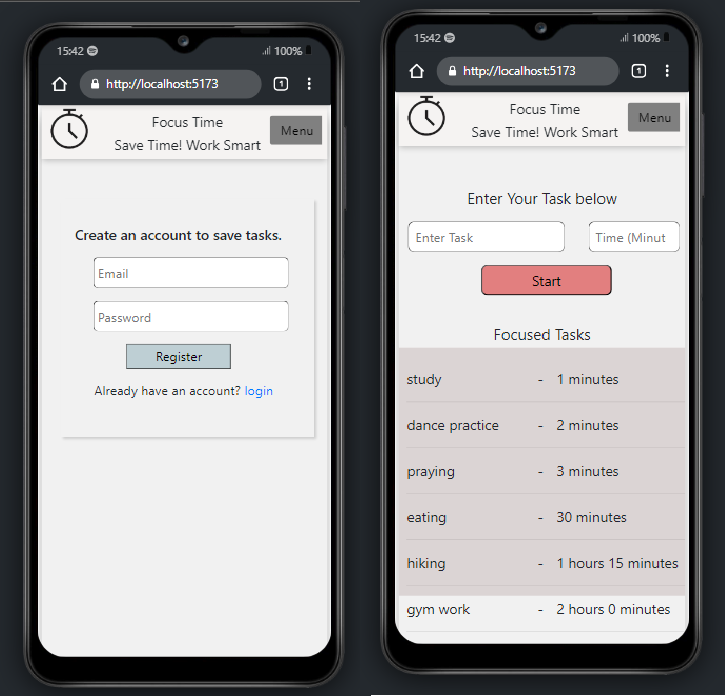 15:42
100%
http://localhost:5173
1
Focus Time
Save Time! Work Smart
Menu
Create an account to save tasks.
Email
Password
Register
Already have an account? login
15:42
100%
http://localhost:5173
1
Focus Time
Save Time! Work Smart
Menu
Enter Your Task below
Enter Task
Time (Minut
Start
Focused Tasks
study - 1 minutes
dance practice - 2 minutes
praying - 3 minutes
eating - 30 minutes
hiking - 1 hours 15 minutes
gym work - 2 hours 0 minutes